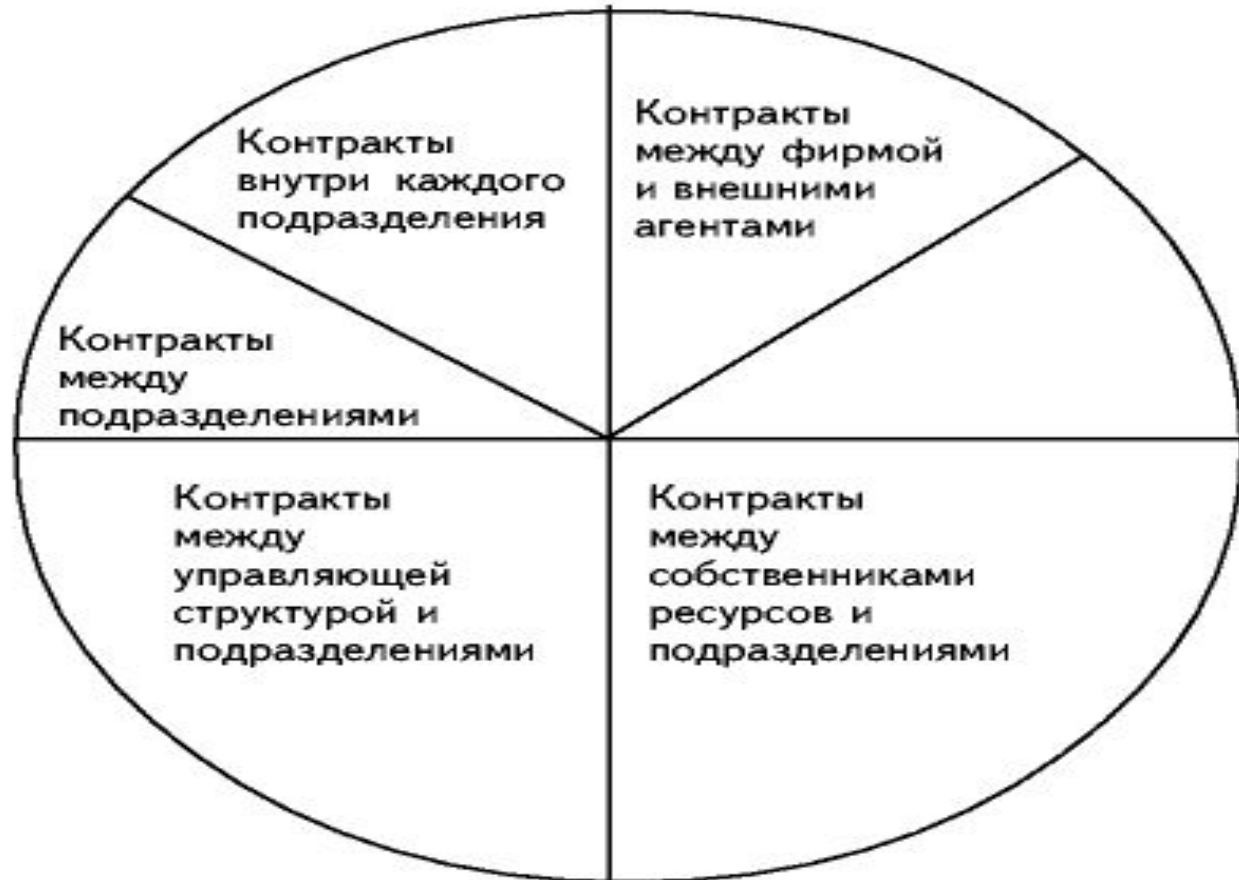 Контракты
внутри каждого
подразделения
Контракты
между фирмой
и внешними
агентами
Контракты
между
подразделениями
Контракты
между
управляющей
структурой и
подразделениями
Контракты
между
собственниками
ресурсов и
подразделениями